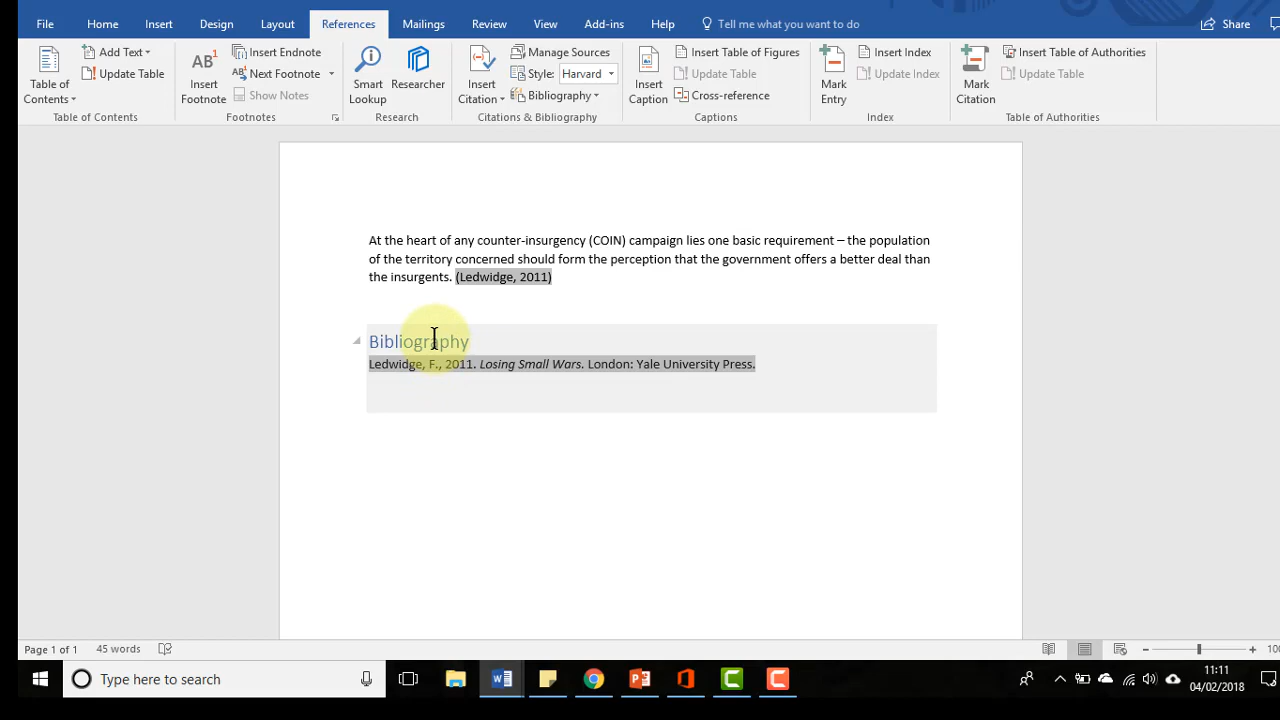 File Home Insert Design Layout References Mailings Review View Add-ins Help Tell me what you want to do Share
Table of Contents
Add Text
Update Table
Table of Contents
AB1
Insert Footnote
Insert Endnote
Next Footnote
Show Notes
Footnotes
Smart Lookup
Researcher
Research
Insert Citation
Manage Sources
Style: Harvard
Bibliography
Citations & Bibliography
Insert Caption
Insert Table of Figures
Update Table
Cross-reference
Captions
Mark Entry
Insert Index
Update Index
Index
Mark Citation
Insert Table of Authorities
Update Table
Table of Authorities
At the heart of any counter-insurgency (COIN) campaign lies one basic requirement – the population
of the territory concerned should form the perception that the government offers a better deal than
the insurgents. (Ledwidge, 2011)
Bibliography
Ledwidge, F., 2011. Losing Small Wars. London: Yale University Press.
Page 1 of 1 45 words
100
Type here to search
11:11
04/02/2018